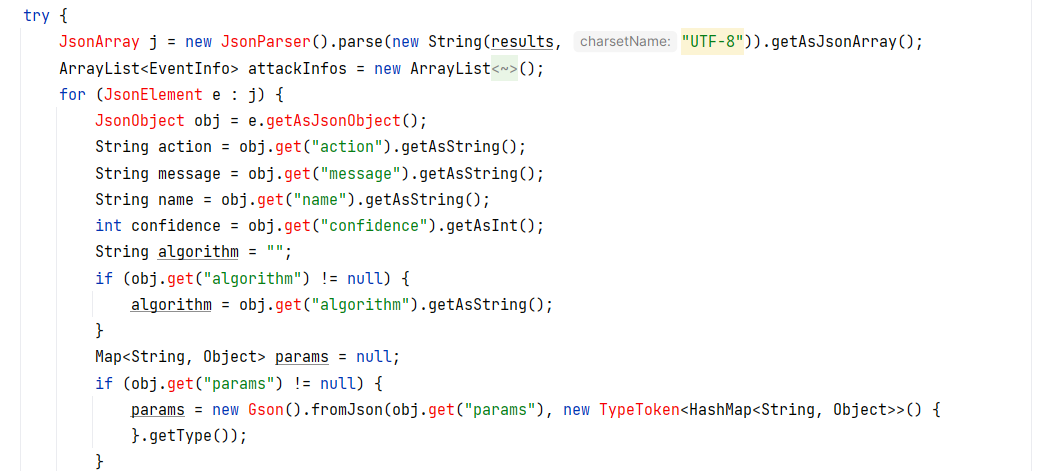 try {
JsonArray j = new JsonParser().parse(new String(results, charsetName: "UTF-8")).getAsJsonArray();
ArrayList<EventInfo> attackInfos = new ArrayList<~>();
for (JsonElement e : j) {
JsonObject obj = e.getAsJsonObject();
String action = obj.get("action").getAsString();
String message = obj.get("message").getAsString();
String name = obj.get("name").getAsString();
int confidence = obj.get("confidence").getAsInt();
String algorithm = "";
if (obj.get("algorithm") != null) {
algorithm = obj.get("algorithm").getAsString();
}
Map<String, Object> params = null;
if (obj.get("params") != null) {
params = new Gson().fromJson(obj.get("params"), new TypeToken<HashMap<String, Object>>() {
}.getType());
}